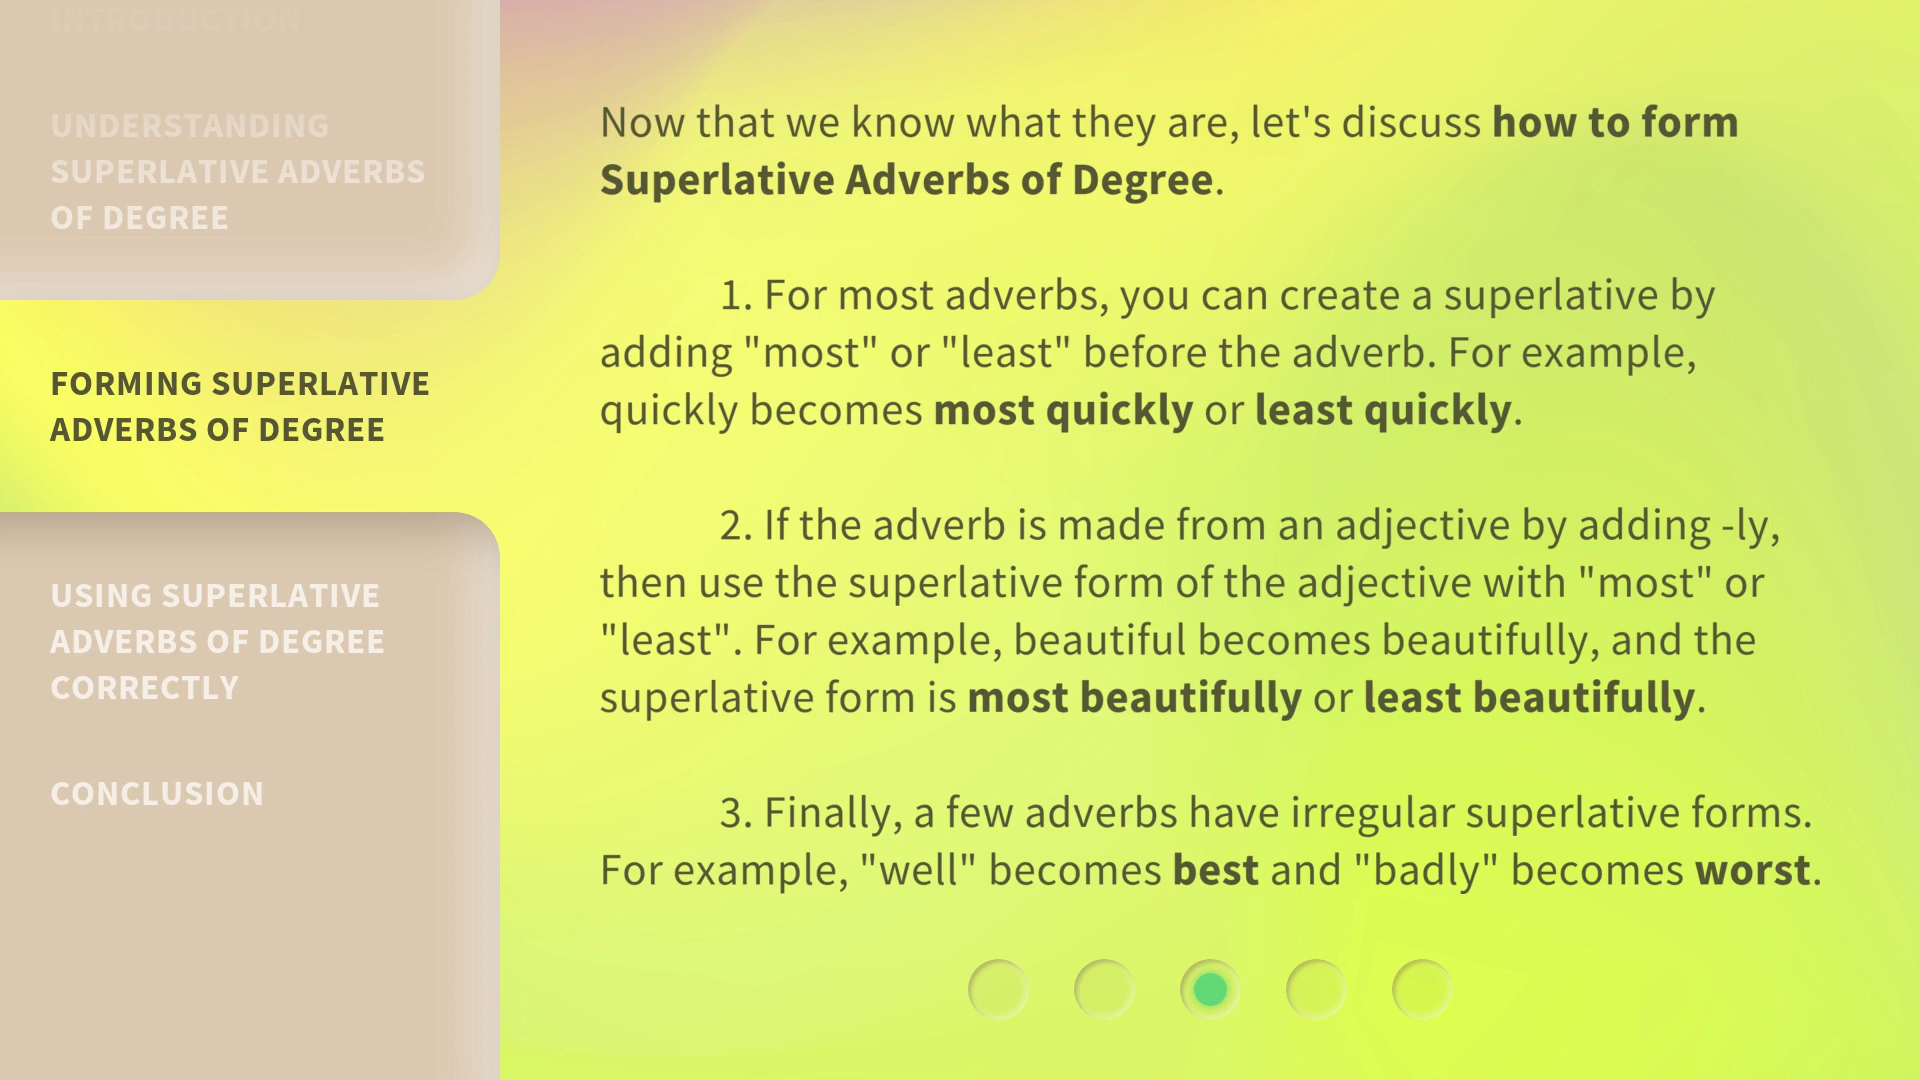 INTRODUCTION
UNDERSTANDING
SUPERLATIVE ADVERBS
OF DEGREE
FORMING SUPERLATIVE
ADVERBS OF DEGREE
USING SUPERLATIVE
ADVERBS OF DEGREE
CORRECTLY
CONCLUSION
Now that we know what they are, let's discuss how to form
Superlative Adverbs of Degree.
1. For most adverbs, you can create a superlative by
adding "most" or "least" before the adverb. For example,
quickly becomes most quickly or least quickly.
2. If the adverb is made from an adjective by adding -ly,
then use the superlative form of the adjective with "most" or
"least". For example, beautiful becomes beautifully, and the
superlative form is most beautifully or least beautifully.
3. Finally, a few adverbs have irregular superlative forms.
For example, "well" becomes best and "badly" becomes worst.